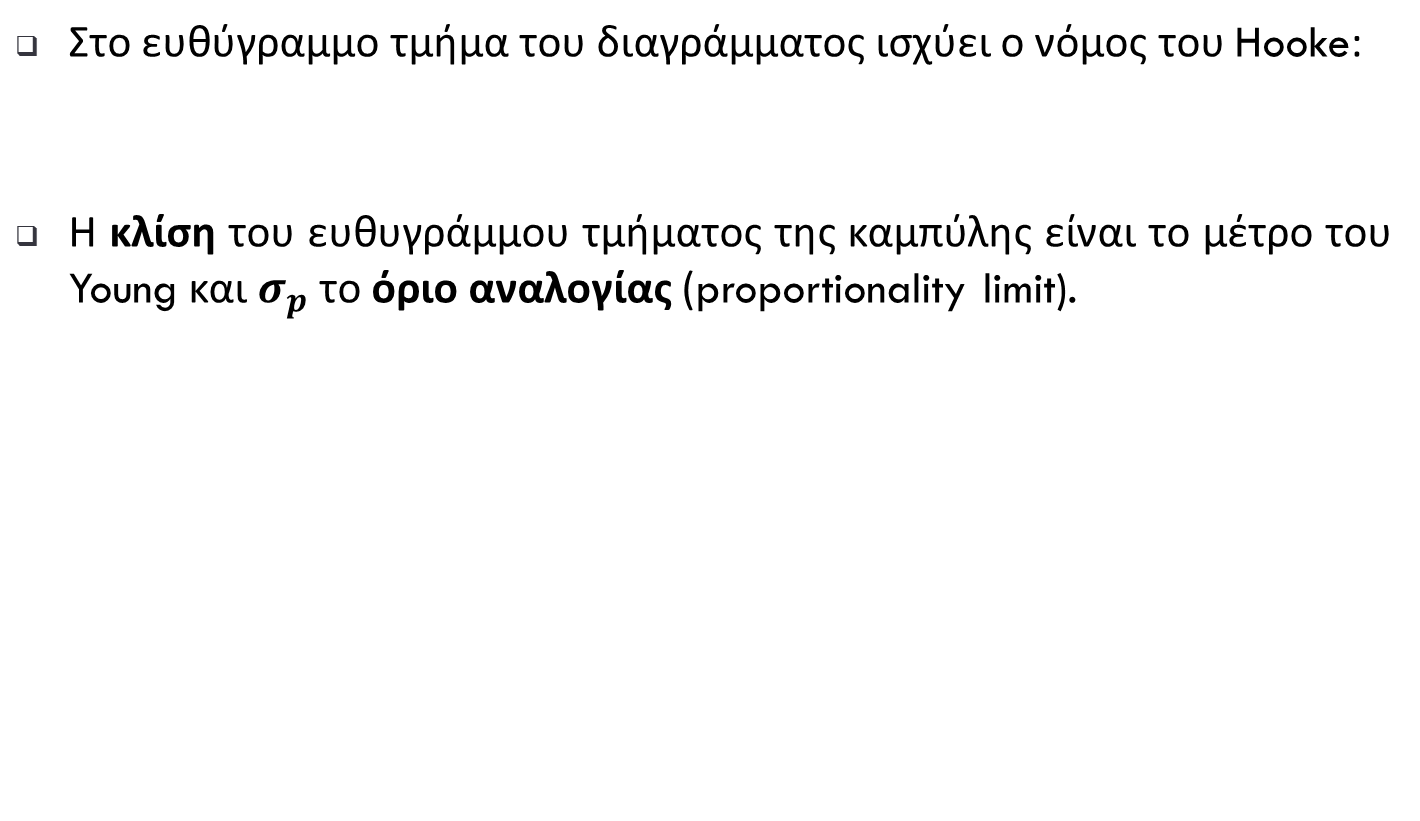 ❑ Στο ευθύγραμμο τμήμα του διαγράμματος ισχύει ο νόμος του Hooke:
❑ Η κλίση του ευθυγράμμου τμήματος της καμπύλης είναι το μέτρο του
Young και σp το όριο αναλογίας (proportionality limit).